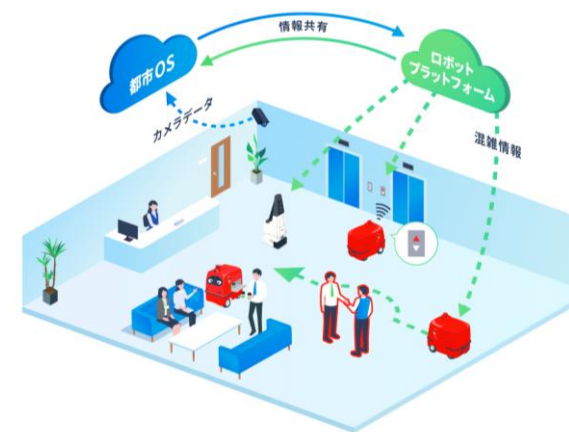 情報共有
都市OS
ロボット
プラットフォーム
カメラデータ
混雑情報